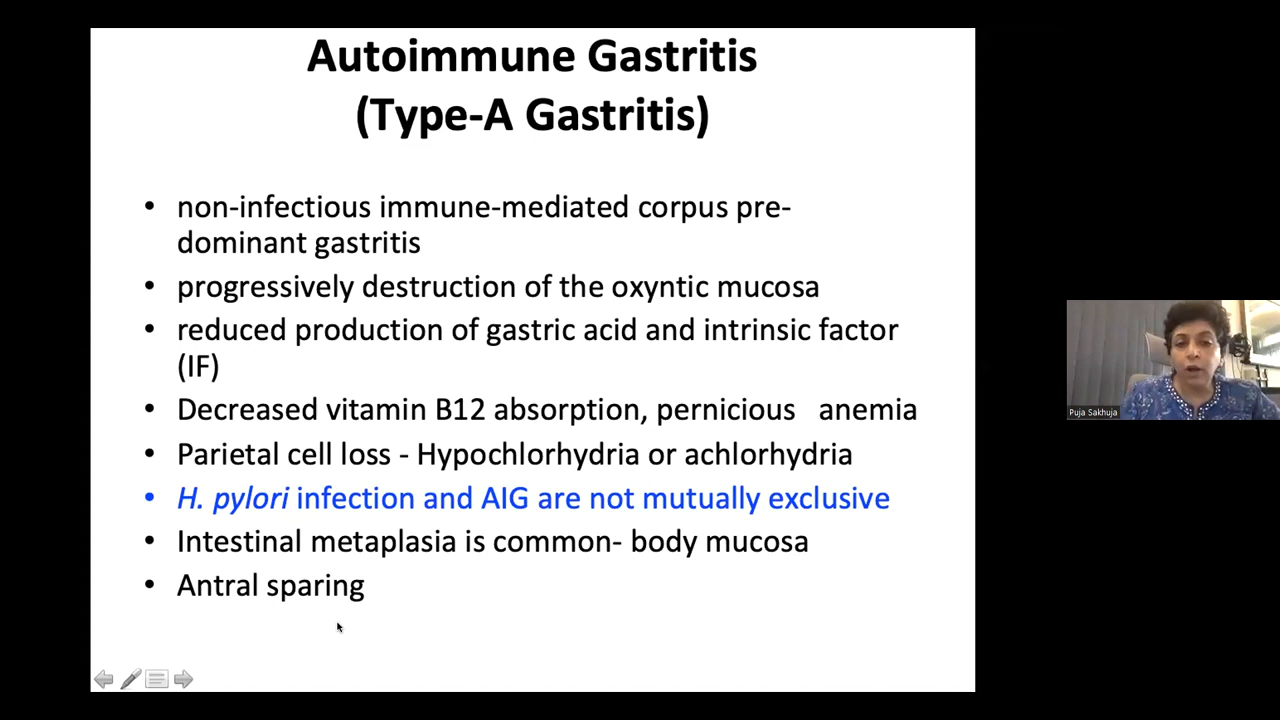 Autoimmune Gastritis
(Type-A Gastritis)
• non-infectious immune-mediated corpus pre-
dominant gastritis
• progressively destruction of the oxyntic mucosa
• reduced production of gastric acid and intrinsic factor
(IF)
• Decreased vitamin B12 absorption, pernicious anemia
• Parietal cell loss - Hypochlorhydria or achlorhydria
• H. pylori infection and AIG are not mutually exclusive
• Intestinal metaplasia is common- body mucosa
• Antral sparing
Puja Sakhuja